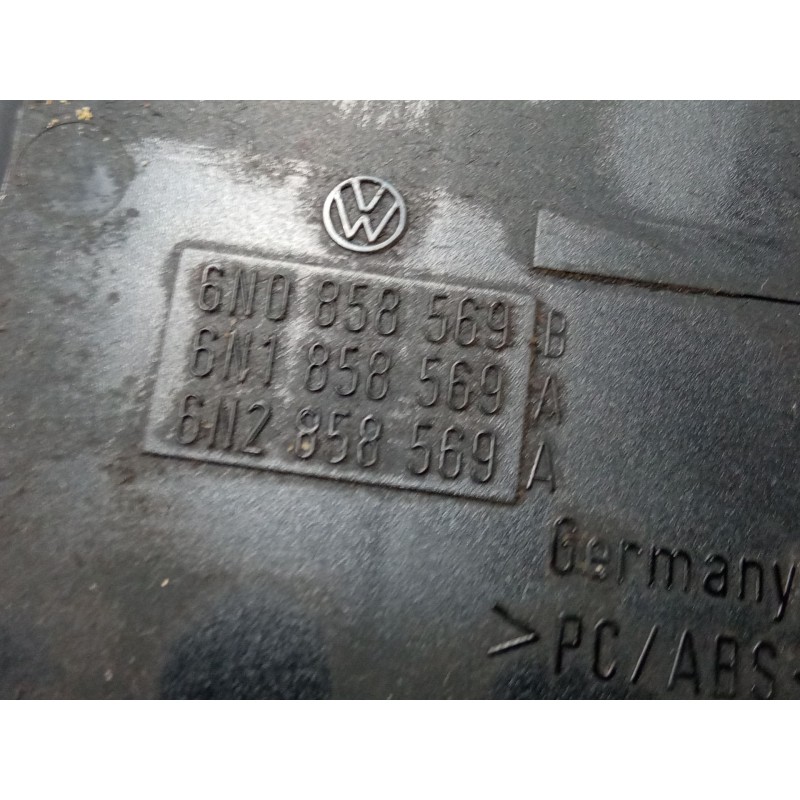 6N0 858 569 B
6N1 858 569 A
6N2 858 569 A
Germany
>PC/ABS